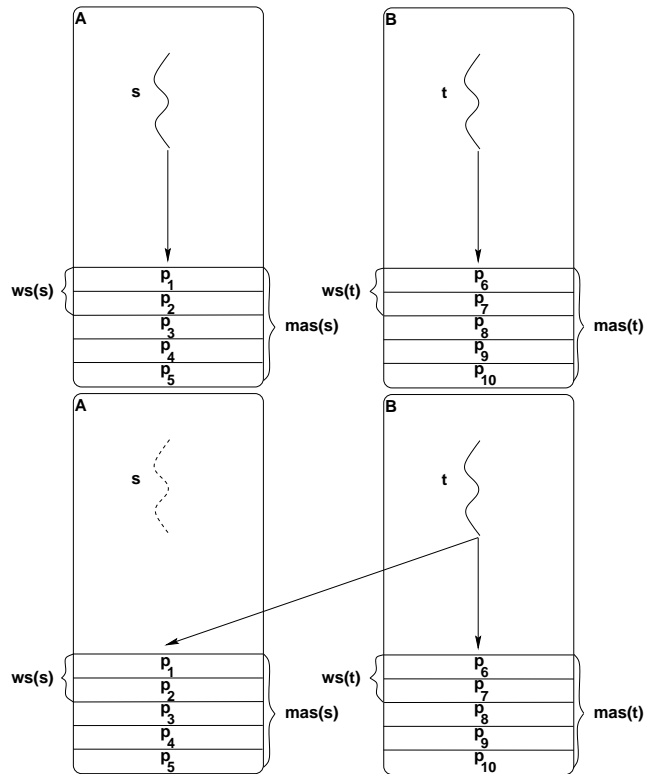 A B
s t
p1 p6
ws(s) p2 ws(t) p7
p3 mas(s) p8 mas(t)
p4 p9
p5 p10
A B
s t
p1 p6
ws(s) p2 ws(t) p7
p3 mas(s) p8 mas(t)
p4 p9
p5 p10